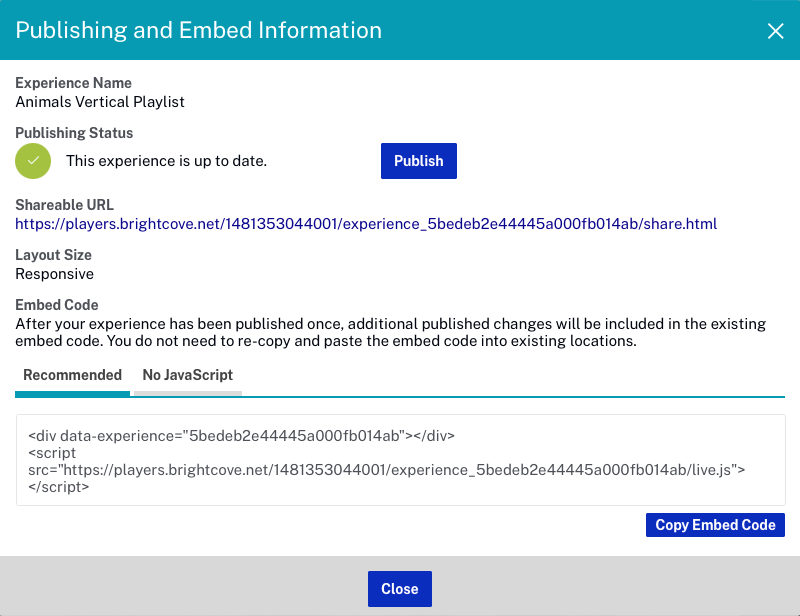 Publishing and Embed Information
Experience Name
Animals Vertical Playlist
Publishing Status
This experience is up to date.
Publish
Shareable URL
https://players.brightcove.net/1481353044001/experience_5bedeb2e44445a000fb014ab/share.html
Layout Size
Responsive
Embed Code
After your experience has been published once, additional published changes will be included in the existing
embed code. You do not need to re-copy and paste the embed code into existing locations.
Recommended No JavaScript
<div data-experience="5bedeb2e44445a000fb014ab"></div>
<script
src="https://players.brightcove.net/1481353044001/experience_5bedeb2e44445a000fb014ab/live.js">
</script>
Copy Embed Code
Close